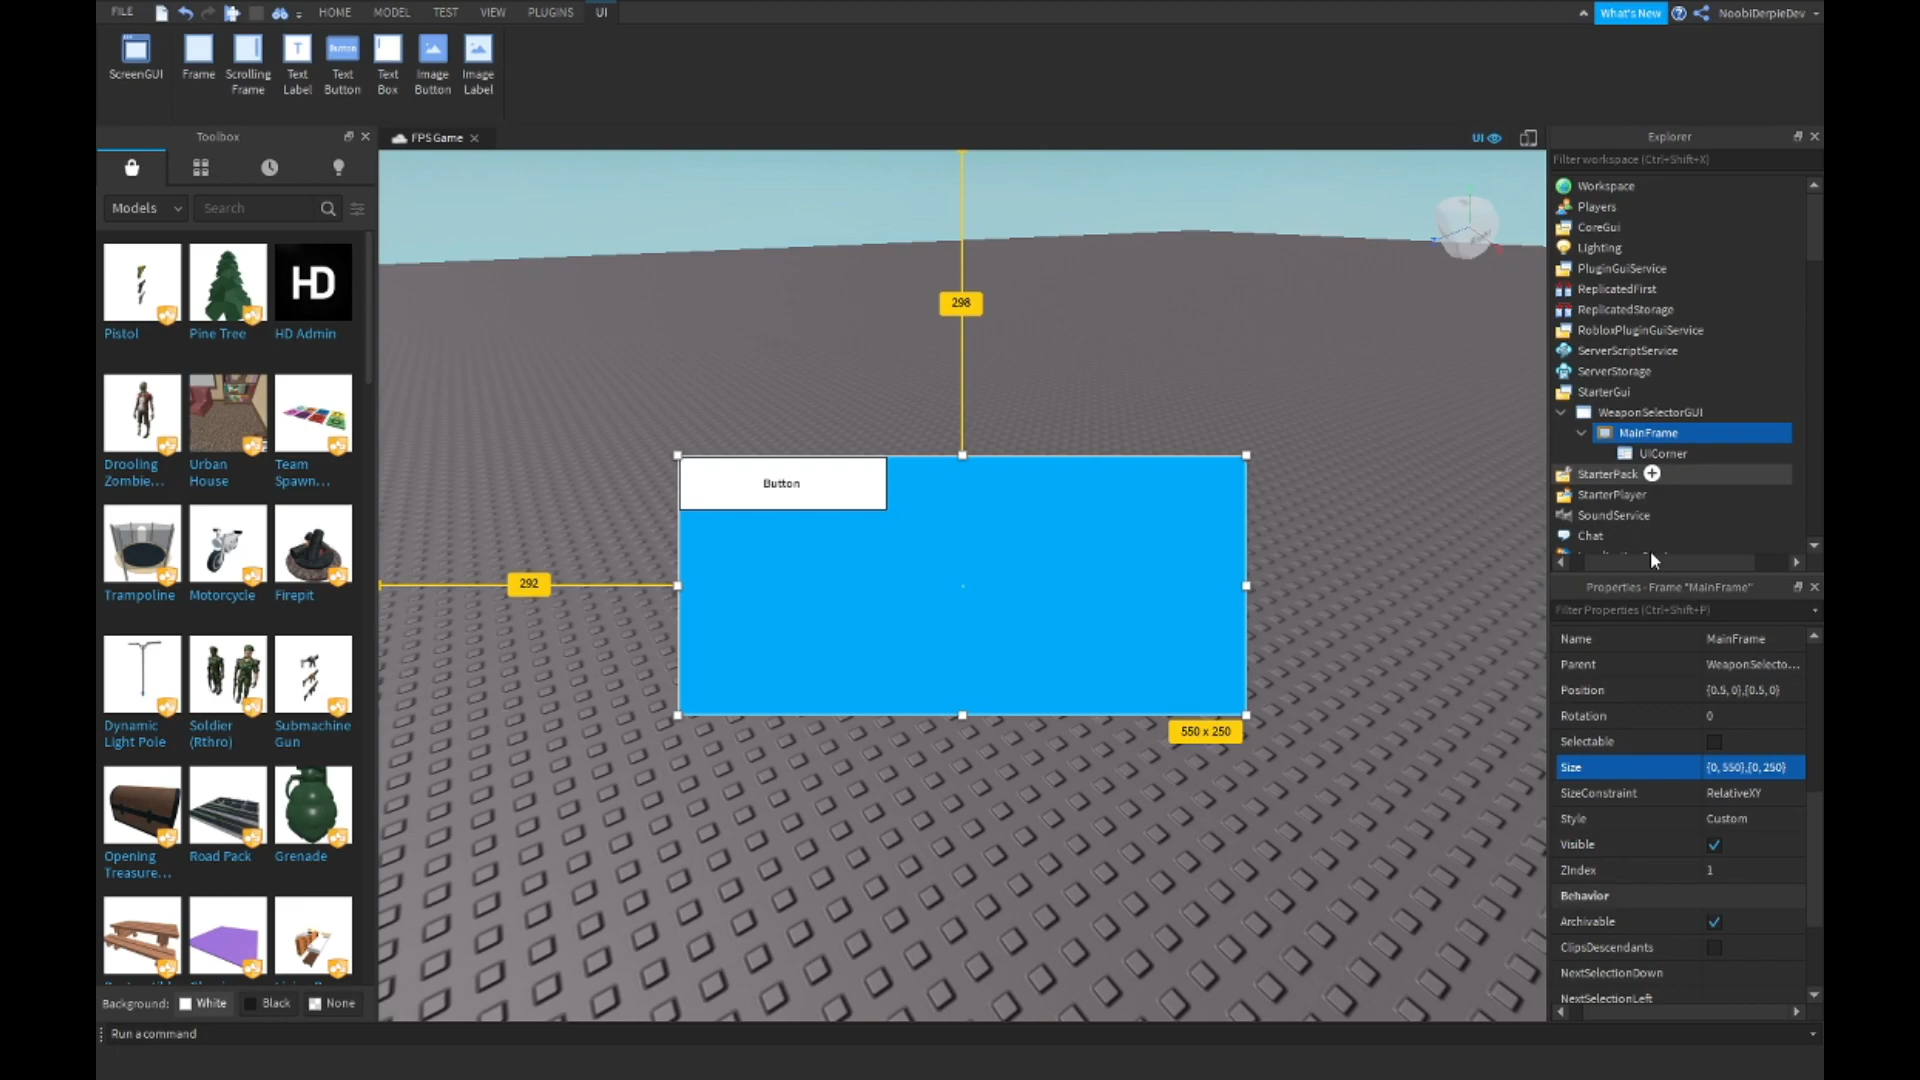 FILE HOME MODEL TEST VIEW PLUGINS UI What's New NoobiDerpieDev
ScreenGUI Frame Scrolling Frame Text Label Button Text Button Text Box Image Button Image Label
Toolbox
Models Search
Pistol Pine Tree HD HD Admin
Drooling Zombie... Urban House Team Spawn...
Trampoline Motorcycle Firepit
Dynamic Light Pole Soldier (Rthro) Submachine Gun
Opening Treasure... Road Pack Grenade
Background: White Black None
Run a command
FPS Game
UI
298
Button
292
550 x 250
Explorer
Filter workspace (Ctrl+Shift+X)
Workspace
Players
CoreGui
Lighting
PluginGuiService
ReplicatedFirst
ReplicatedStorage
RobloxPluginGuiService
ServerScriptService
ServerStorage
StarterGui
WeaponSelectorGUI
MainFrame
UICorner
StarterPack
StarterPlayer
SoundService
Chat
Properties - Frame "MainFrame"
Filter Properties (Ctrl+Shift+P)
Name MainFrame
Parent WeaponSelecto...
Position {0.5, 0},{0.5, 0}
Rotation 0
Selectable
Size {0, 550},{0, 250}
SizeConstraint RelativeXY
Style Custom
Visible
ZIndex 1
Behavior
Archivable
ClipsDescendants
NextSelectionDown
NextSelectionLeft